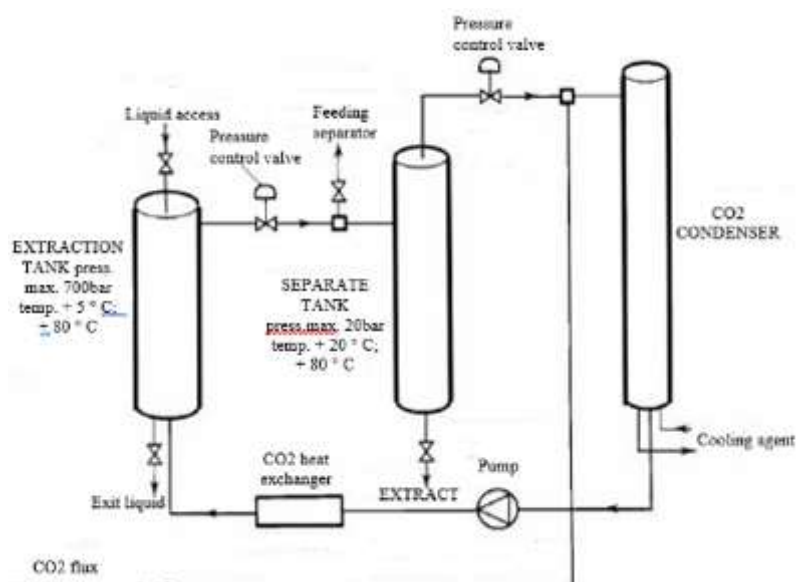 Pressure
control valve
Liquid access
Feeding
separator
Pressure
control valve
EXTRACTION
TANK press.
max. 700bar
temp. + 5 ° C;
+ 80 ° C
SEPARATE
TANK
press.max. 20bar
temp. + 20 ° C;
+ 80 ° C
CO2
CONDENSER
Cooling agent
CO2 heat
exchanger
Pump
Exit liquid
EXTRACT
CO2 flux